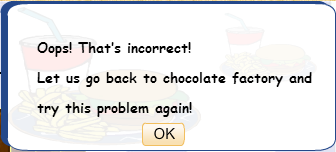 Oops! That's incorrect!
Let us go back to chocolate factory and
try this problem again!
OK